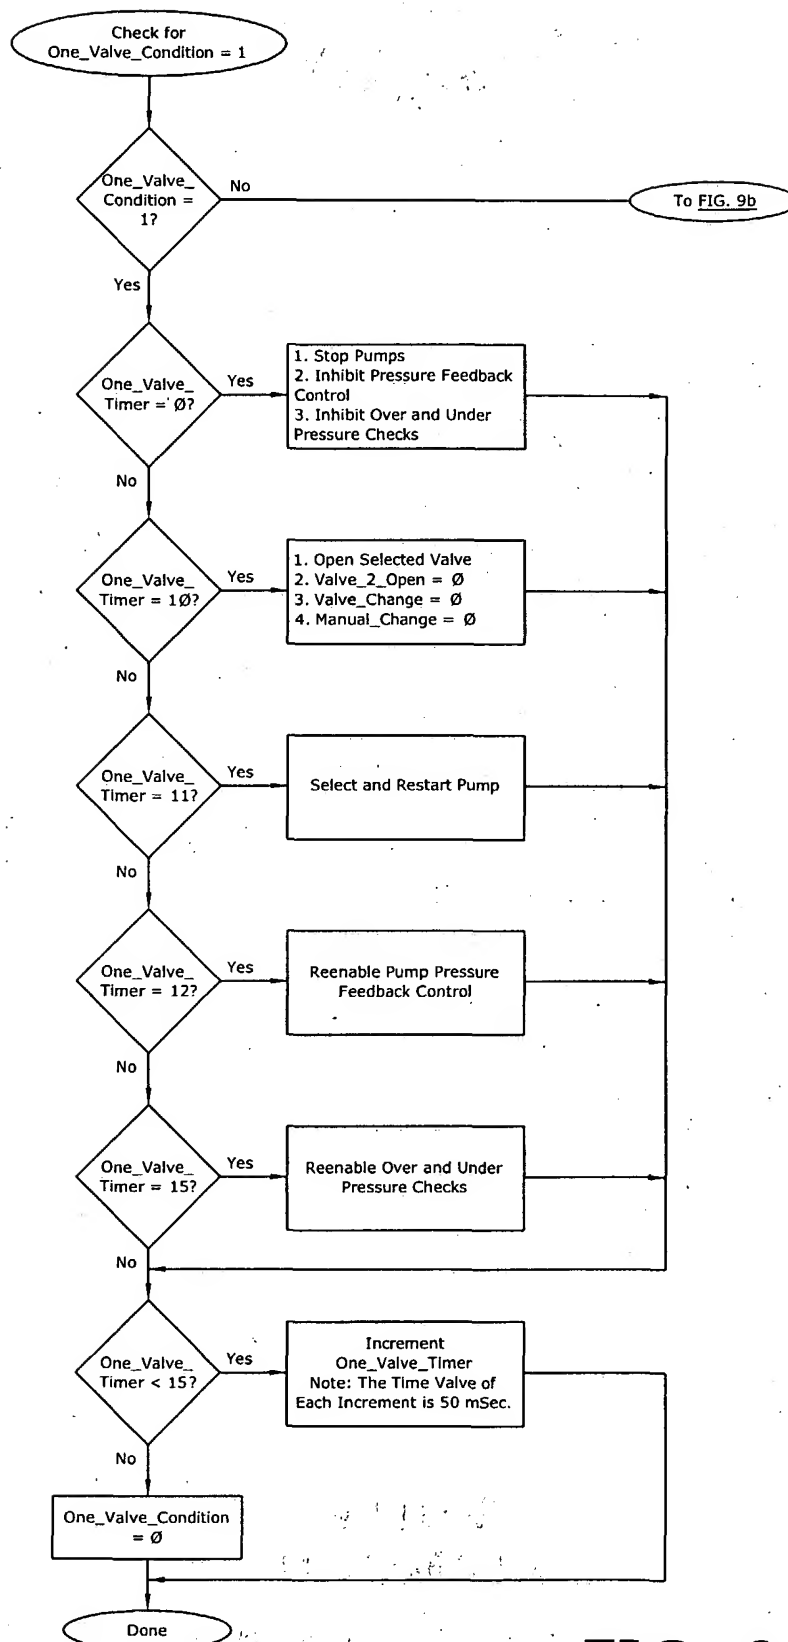 Check for
One_Valve_Condition = 1
One_Valve_
Condition =
1?
No
To FIG. 9b
Yes
One_Valve_
Timer = Ø?
Yes
1. Stop Pumps
2. Inhibit Pressure Feedback
Control
3. Inhibit Over and Under
Pressure Checks
No
One_Valve_
Timer = 1Ø?
Yes
1. Open Selected Valve
2. Valve_2_Open = Ø
3. Valve_Change = Ø
4. Manual_Change = Ø
No
One_Valve_
Timer = 11?
Yes
Select and Restart Pump
No
One_Valve_
Timer = 12?
Yes
Reenable Pump Pressure
Feedback Control
No
One_Valve_
Timer = 15?
Yes
Reenable Over and Under
Pressure Checks
No
One_Valve_
Timer < 15?
Yes
Increment
One_Valve_Timer
Note: The Time Valve of
Each Increment is 50 mSec.
No
One_Valve_Condition
= Ø
Done